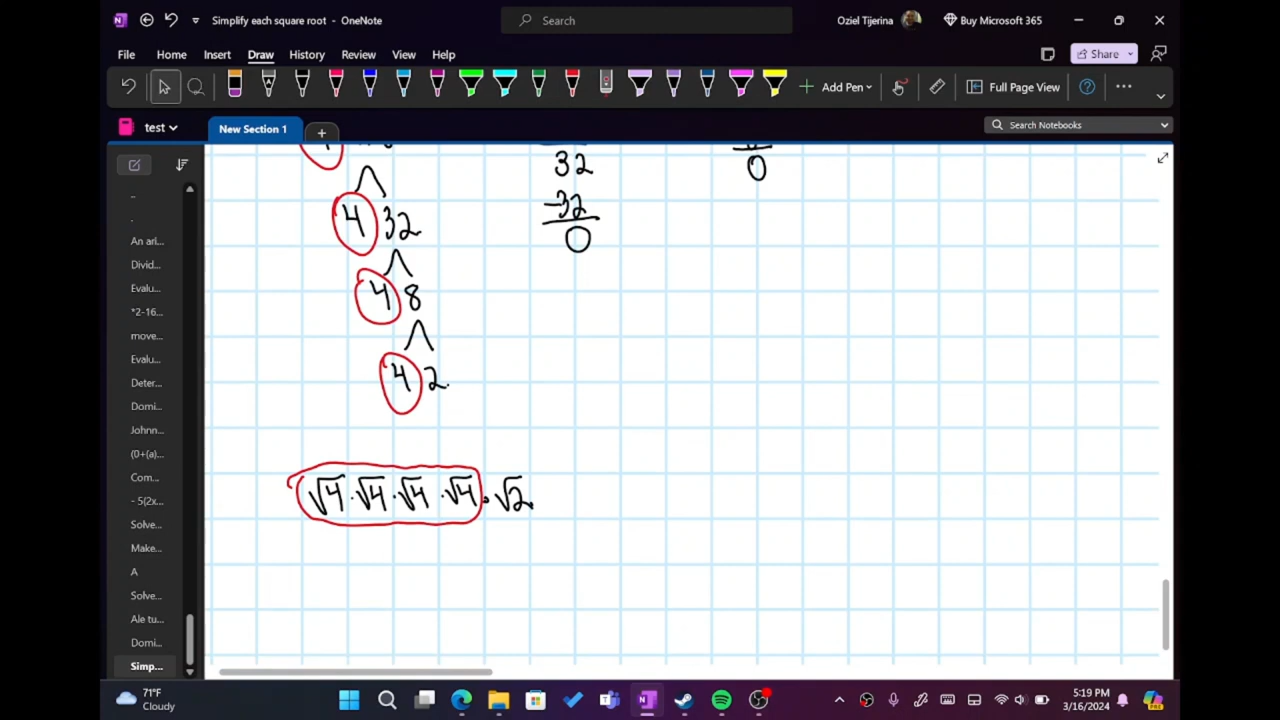 Simplify each square root - OneNote
Search
Oziel Tijerina
Buy Microsoft 365
File Home Insert Draw History Review View Help
Share
Add Pen
Full Page View
test
New Section 1
+
Search Notebooks
An ari...
Divid...
Evalu...
*2-16...
move...
Evalu...
Deter...
Domi...
Johnn...
(0+(a)...
Com...
- 5(2x...
Solve...
Make...
A
Solve...
Ale tu...
Domi...
Simp...
32
0
4 32
-32
0
4 8
4 2
√4 · √4 · √4 · √4 · √2
71°F
Cloudy
5:19 PM
3/16/2024